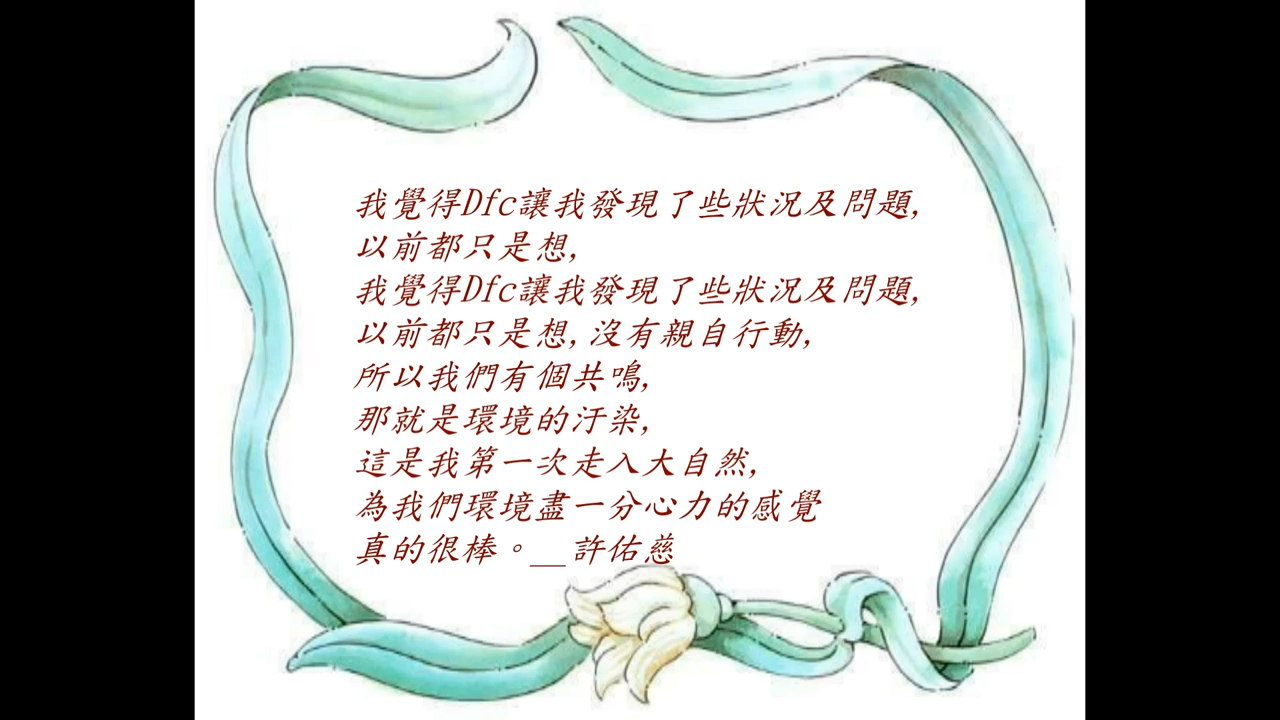 我覺得Dfc讓我發現了些狀況及問題,
以前都只是想,
我覺得Dfc讓我發現了些狀況及問題,
以前都只是想,沒有親自行動,
所以我們有個共鳴,
那就是環境的汙染,
這是我第一次走入大自然,
為我們環境盡一分心力的感覺
真的很棒。__許佑慈